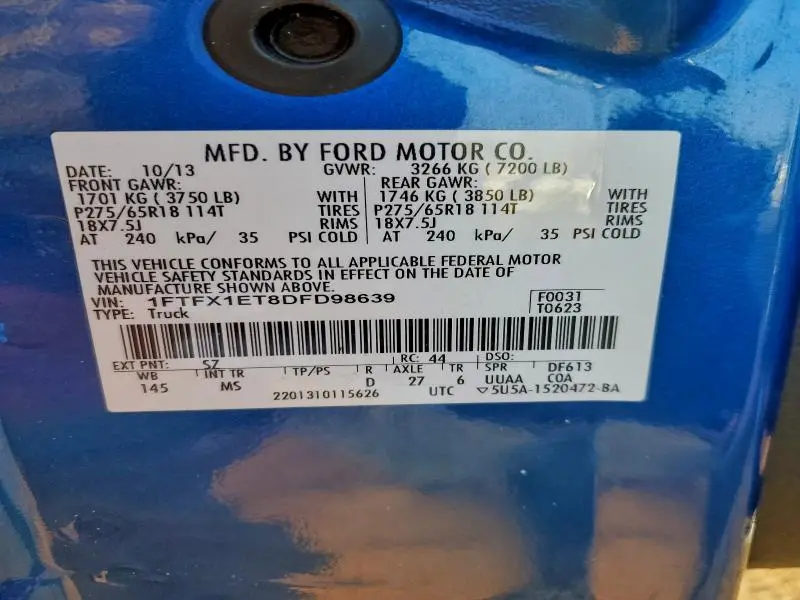 MFD. BY FORD MOTOR CO.
DATE: 10/13 GVWR: 3266 KG ( 7200 LB)
FRONT GAWR: REAR GAWR:
1701 KG ( 3750 LB) WITH 1746 KG ( 3850 LB) WITH
P275/65R18 114T TIRES P275/65R18 114T TIRES
18X7.5J RIMS 18X7.5J RIMS
AT 240 kPa/ 35 PSI COLD AT 240 kPa/ 35 PSI COLD
THIS VEHICLE CONFORMS TO ALL APPLICABLE FEDERAL MOTOR
VEHICLE SAFETY STANDARDS IN EFFECT ON THE DATE OF
MANUFACTURE SHOWN ABOVE.
VIN: 1FTFX1ET8DFD98639 F0031
TYPE: Truck T0623
EXT PNT: SZ RC: 44 DSO:
WB INT TR TP/PS R AXLE TR SPR DF613
145 MS D 27 6 UUAA COA
2201310115626 UTC ▽5U5A-1520472-BA